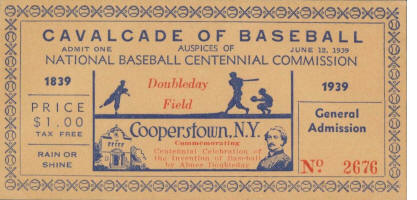 CAVALCADE OF BASEBALL
ADMIT ONE AUSPICES OF JUNE 12, 1939
NATIONAL BASEBALL CENTENNIAL COMMISSION
1839
PRICE
$1.00
TAX FREE
RAIN OR
SHINE
Doubleday
Field
Cooperstown, N.Y.
Commemorating
Centennial Celebration of
the Invention of Baseball
by Abner Doubleday
1939
General
Admission
No. 2676